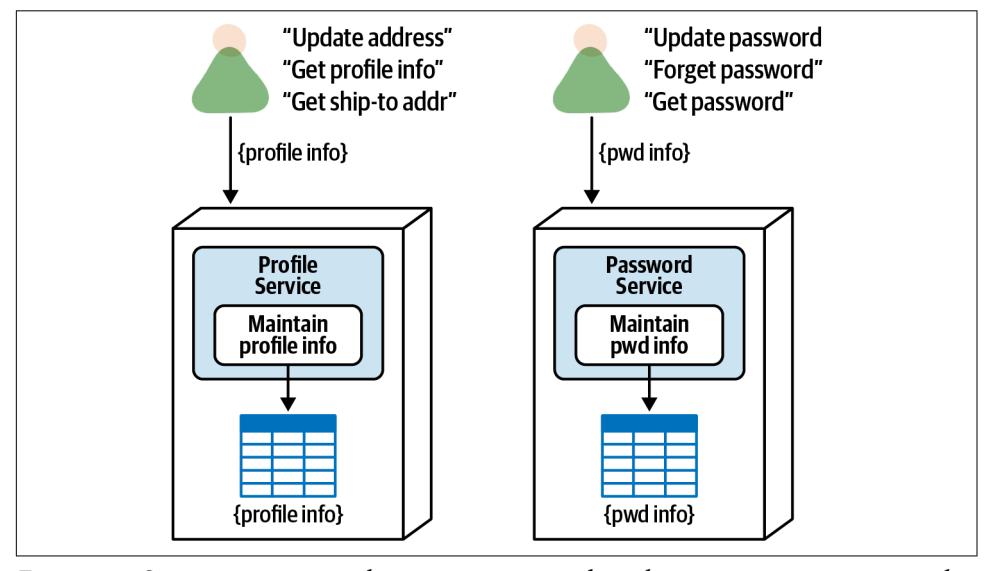 “Update address”
“Get profile info”
“Get ship-to addr”
{profile info}
Profile
Service
Maintain
profile info
{profile info}
“Update password
“Forget password”
“Get password”
{pwd info}
Password
Service
Maintain
pwd info
{pwd info}